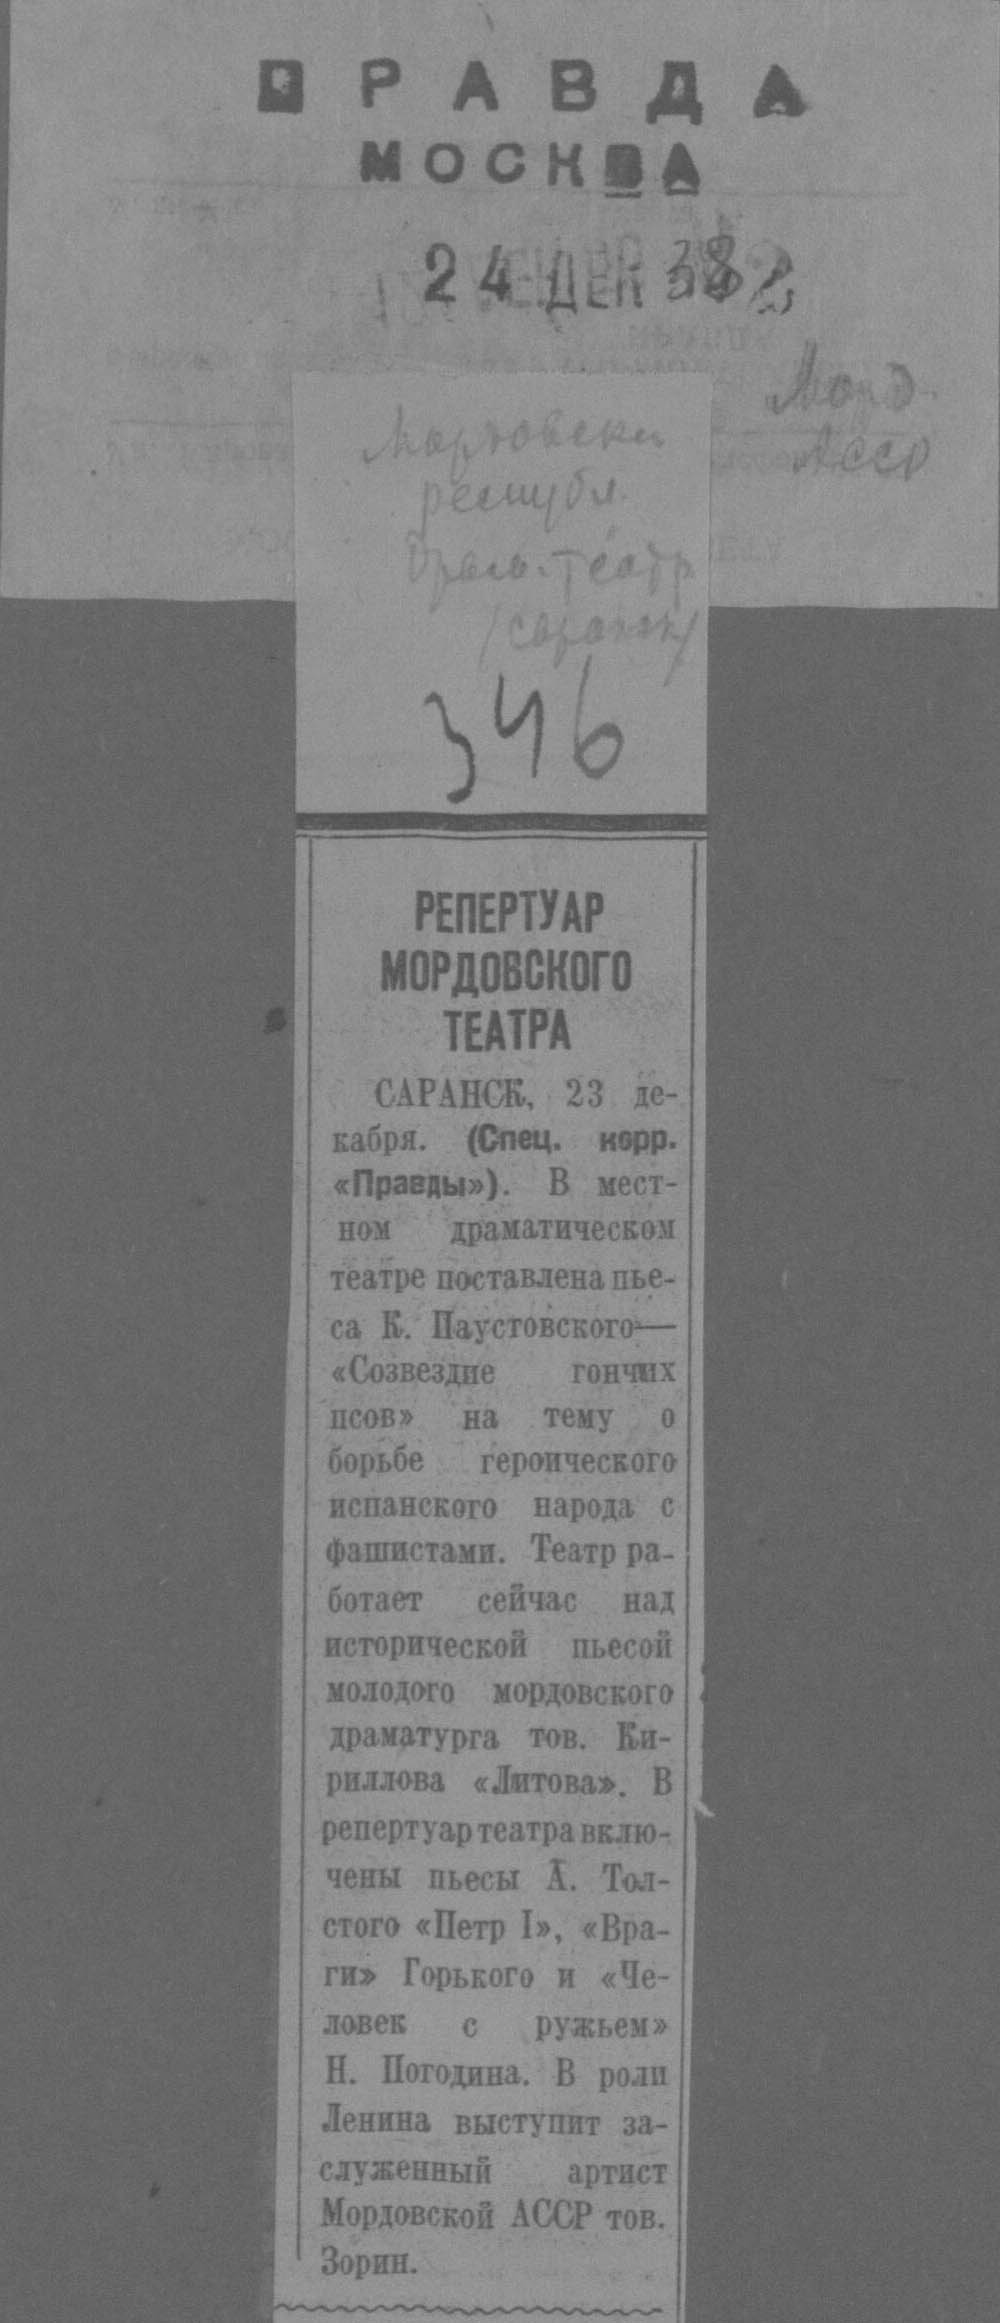 ПРАВДА
МОСКВА
24 ДЕК 38
Морд.
АССР
Мордовский
республ.
драм. театр
(Саранск)
346
РЕПЕРТУАР
МОРДОВСКОГО
ТЕАТРА
САРАНСК, 23 де-
кабря. (Спец. корр.
«Правды»). В мест-
ном драматическом
театре поставлена пье-
са К. Паустовского—
«Созвездие гончих
псов» на тему о
борьбе героического
испанского народа с
фашистами. Театр ра-
ботает сейчас над
исторической пьесой
молодого мордовского
драматурга тов. Ки-
риллова «Литова». В
репертуар театра вклю-
чены пьесы А. Тол-
стого «Петр I», «Вра-
ги» Горького и «Че-
ловек с ружьем»
Н. Погодина. В роли
Ленина выступит за-
служенный артист
Мордовской АССР тов.
Зорин.